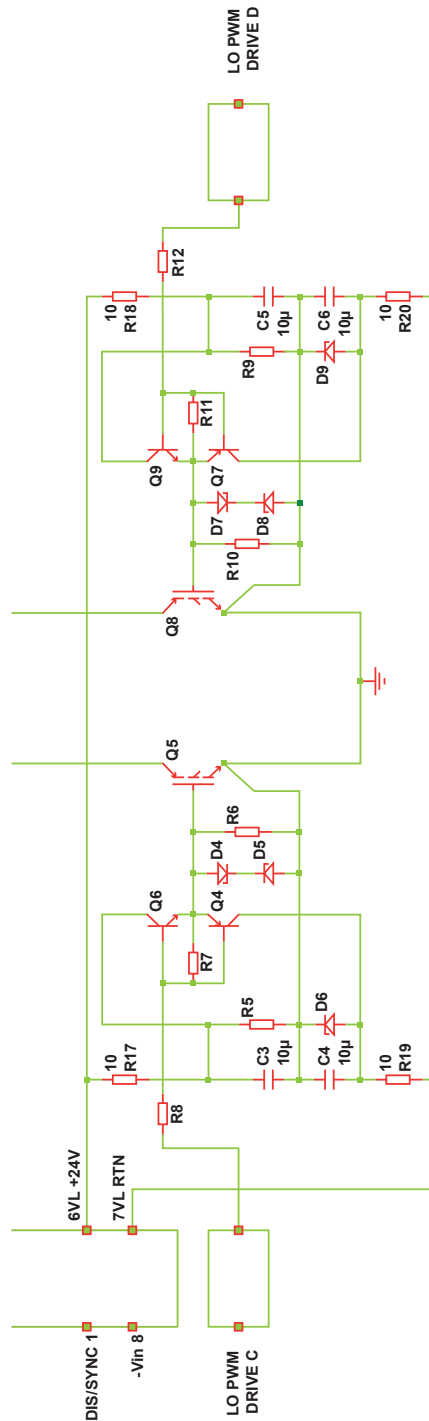 DIS/SYNC 1
-Vin 8
6VL +24V
7VL RTN
LO PWM
DRIVE C
R8
10
R17
C3
10µ
C4
10µ
10
R19
R5
D6
Q6
R7
Q4
D4
D5
R6
Q5
Q8
R10
D7
D8
Q9
R11
Q7
R9
D9
R12
10
R18
C5
10µ
C6
10µ
10
R20
LO PWM
DRIVE D